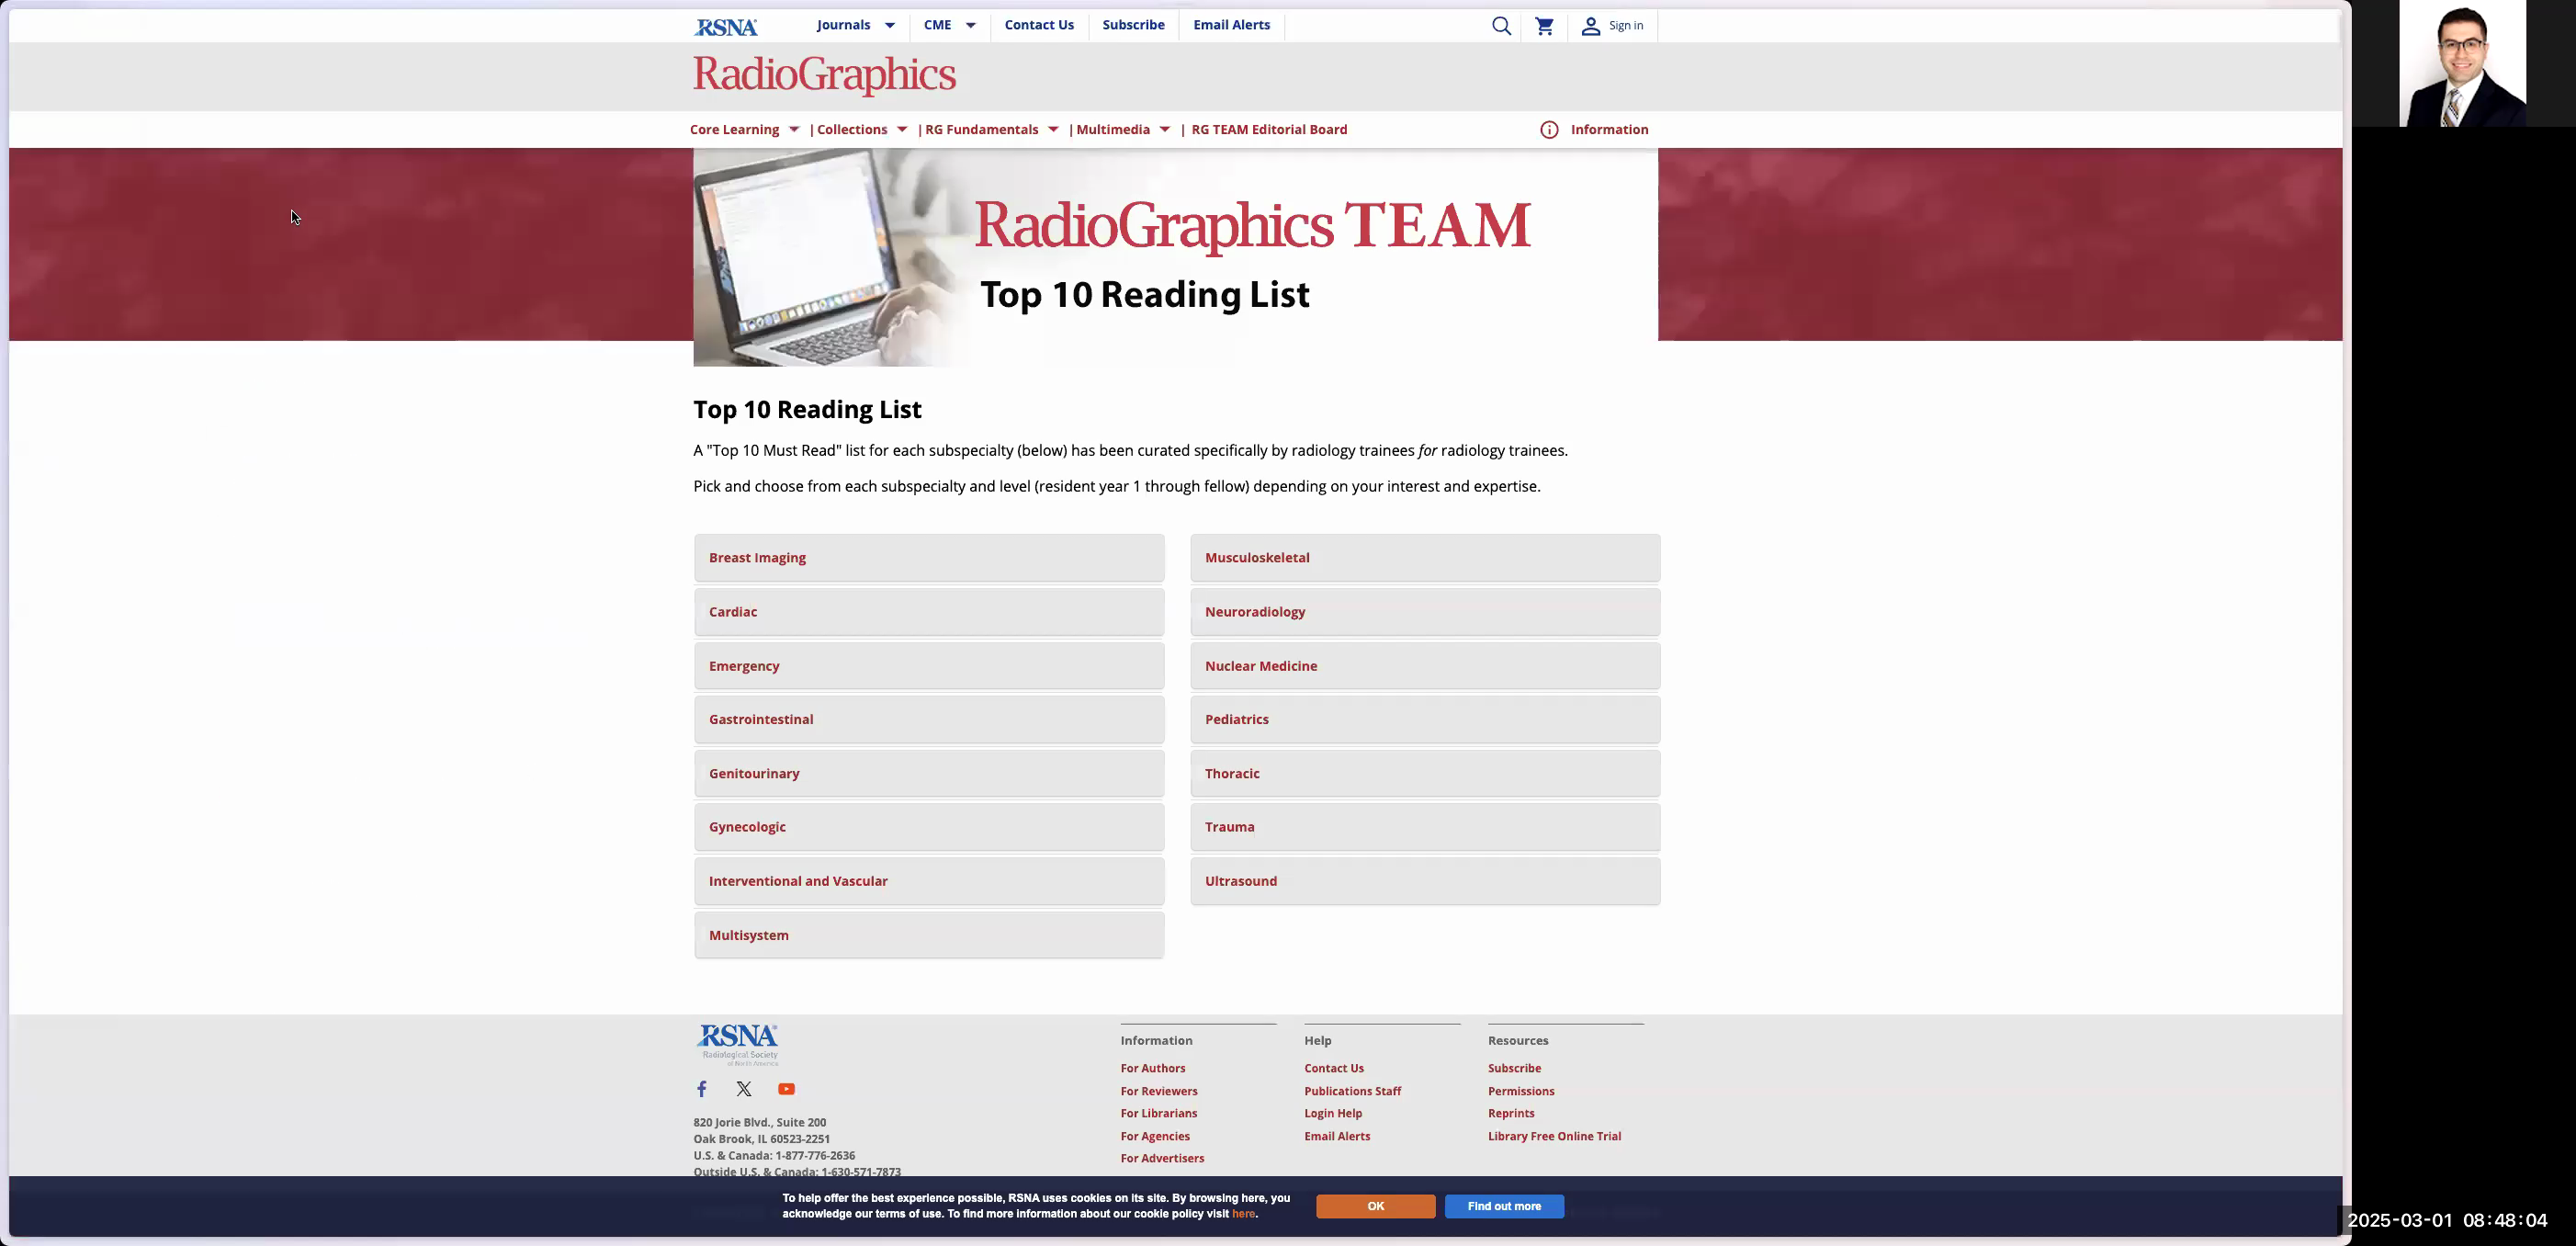 RSNA Journals CME Contact Us Subscribe Email Alerts Sign in
RadioGraphics
Core Learning | Collections | RG Fundamentals | Multimedia | RG TEAM Editorial Board Information
RadioGraphics TEAM
Top 10 Reading List
Top 10 Reading List
A "Top 10 Must Read" list for each subspecialty (below) has been curated specifically by radiology trainees for radiology trainees.
Pick and choose from each subspecialty and level (resident year 1 through fellow) depending on your interest and expertise.
Breast Imaging
Cardiac
Emergency
Gastrointestinal
Genitourinary
Gynecologic
Interventional and Vascular
Multisystem
Musculoskeletal
Neuroradiology
Nuclear Medicine
Pediatrics
Thoracic
Trauma
Ultrasound
RSNA
Radiological Society
of North America
820 Jorie Blvd., Suite 200
Oak Brook, IL 60523-2251
U.S. & Canada: 1-877-776-2636
Outside U.S. & Canada: 1-630-571-7873
Information
For Authors
For Reviewers
For Librarians
For Agencies
For Advertisers
Help
Contact Us
Publications Staff
Login Help
Email Alerts
Resources
Subscribe
Permissions
Reprints
Library Free Online Trial
To help offer the best experience possible, RSNA uses cookies on its site. By browsing here, you
acknowledge our terms of use. To find more information about our cookie policy visit here.
OK
Find out more
2025-03-01 08:48:04